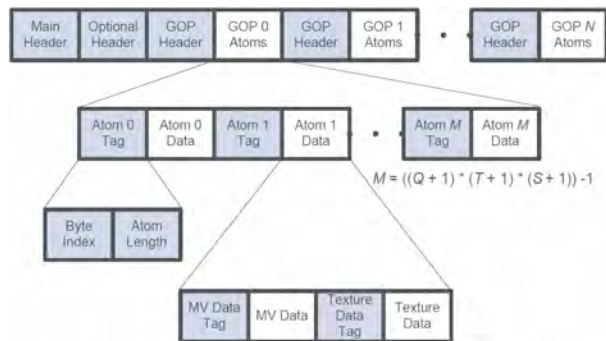 Main Header
Optional Header
GOP Header
GOP 0 Atoms
GOP Header
GOP 1 Atoms
GOP Header
GOP N Atoms
Atom 0 Tag
Atom 0 Data
Atom 1 Tag
Atom 1 Data
Atom M Tag
Atom M Data
M = ((Q + 1) * (T + 1) * (S + 1)) -1
Byte Index
Atom Length
MV Data Tag
MV Data
Texture Data Tag
Texture Data